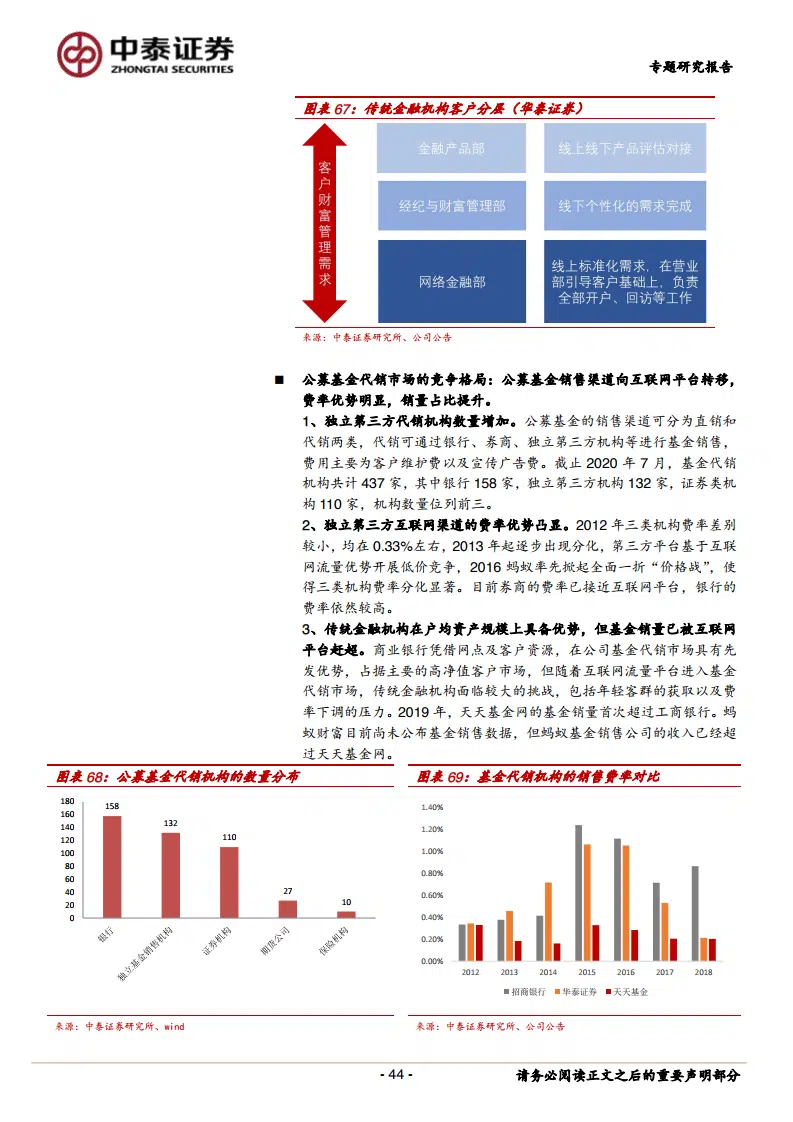 中泰证券
ZHONGTAI SECURITIES
专题研究报告
图表 67：传统金融机构客户分层（华泰证券）
客户财富管理需求
金融产品部
线上线下产品评估对接
经纪与财富管理部
线下个性化的需求完成
网络金融部
线上标准化需求，在营业
部引导客户基础上，负责
全部开户、回访等工作
来源：中泰证券研究所、公司公告
■ 公募基金代销市场的竞争格局：公募基金销售渠道向互联网平台转移，
费率优势明显，销量占比提升。
1、独立第三方代销机构数量增加。公募基金的销售渠道可分为直销和
代销两类，代销可通过银行、券商、独立第三方机构等进行基金销售，
费用主要为客户维护费以及宣传广告费。截止 2020 年 7 月，基金代销
机构共计 437 家，其中银行 158 家，独立第三方机构 132 家，证券类机
构 110 家，机构数量位列前三。
2、独立第三方互联网渠道的费率优势凸显。2012 年三类机构费率差别
较小，均在 0.33%左右，2013 年起逐步出现分化，第三方平台基于互联
网流量优势开展低价竞争，2016 蚂蚁率先掀起全面一折“价格战”，使
得三类机构费率分化显著。目前券商的费率已接近互联网平台，银行的
费率依然较高。
3、传统金融机构在户均资产规模上具备优势，但基金销量已被互联网
平台赶超。商业银行凭借网点及客户资源，在公司基金代销市场具有先
发优势，占据主要的高净值客户市场，但随着互联网流量平台进入基金
代销市场，传统金融机构面临较大的挑战，包括年轻客群的获取以及费
率下调的压力。2019 年，天天基金网的基金销量首次超过工商银行。蚂
蚁财富目前尚未公布基金销售数据，但蚂蚁基金销售公司的收入已经超
过天天基金网。
图表 68：公募基金代销机构的数量分布
180
160
140
120
100
80
60
40
20
0
158
132
110
27
10
银行
独立基金销售机构
证券机构
期货公司
保险机构
来源：中泰证券研究所、wind
图表 69：基金代销机构的销售费率对比
1.40%
1.20%
1.00%
0.80%
0.60%
0.40%
0.20%
0.00%
2012 2013 2014 2015 2016 2017 2018
招商银行 华泰证券 天天基金
来源：中泰证券研究所、公司公告
- 44 -
请务必阅读正文之后的重要声明部分